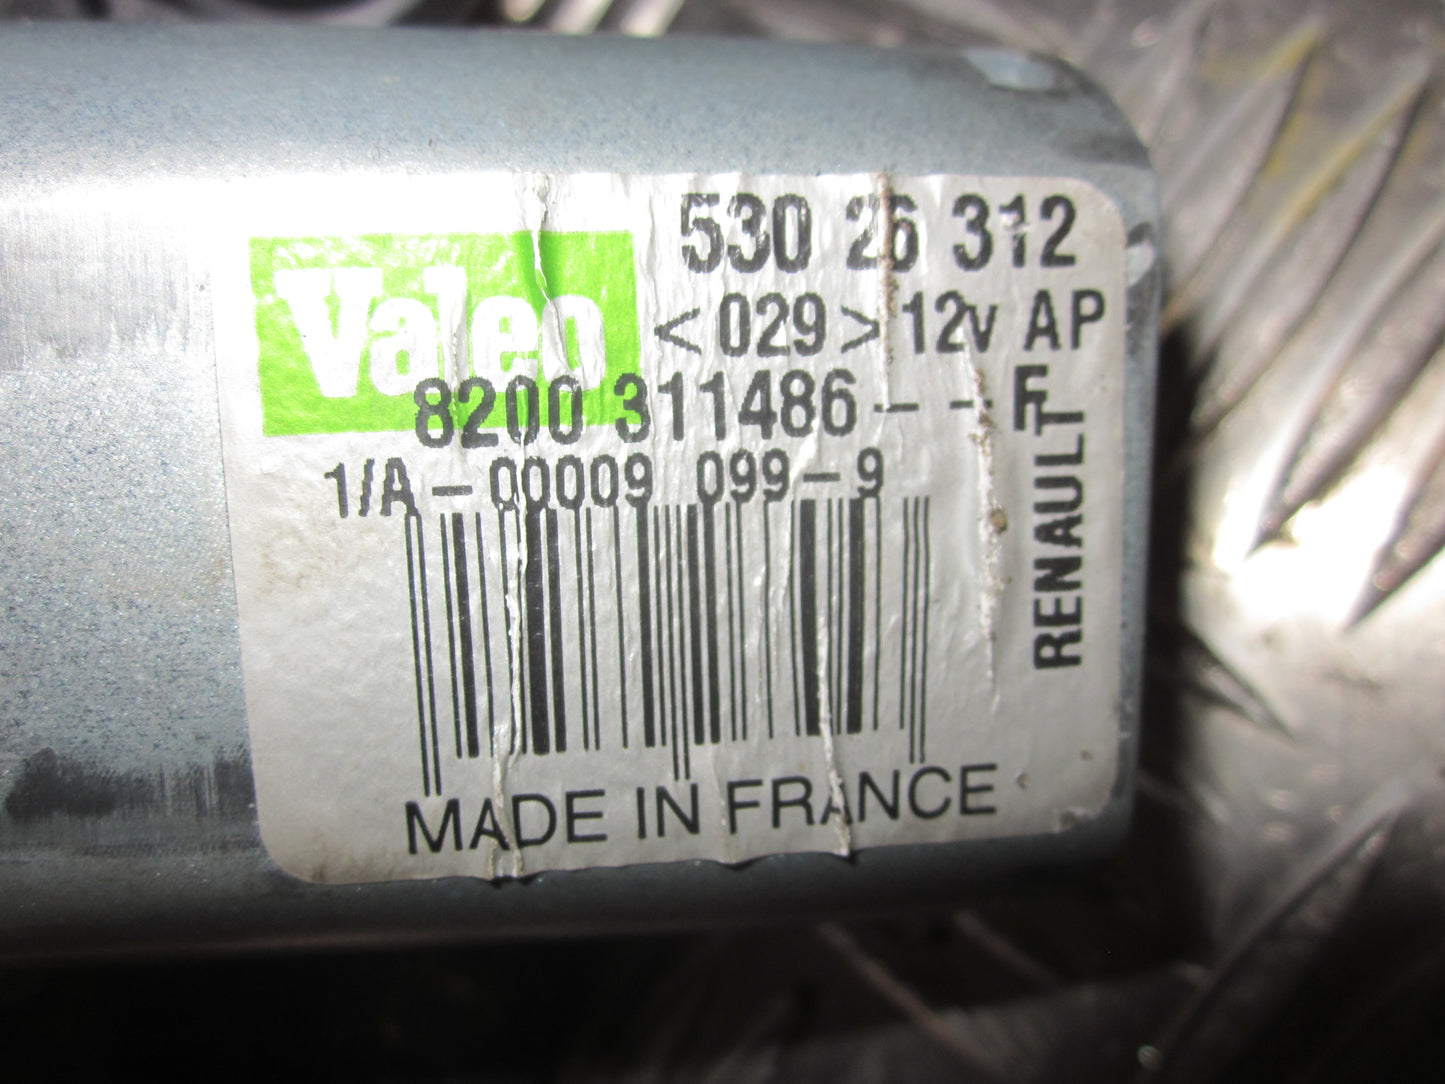 Valeo
530 26 312
<029> 12v AP
8200 311486--F
1/A-00009 099-9
RENAULT
MADE IN FRANCE